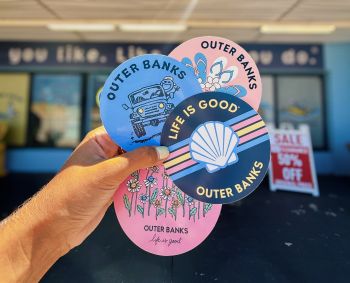 you like. Li
you do.
OUTER BANKS
OUTER BANKS
LIFE IS GOOD
OUTER BANKS
OUTER BANKS
life is good
SALE
50%
OFF